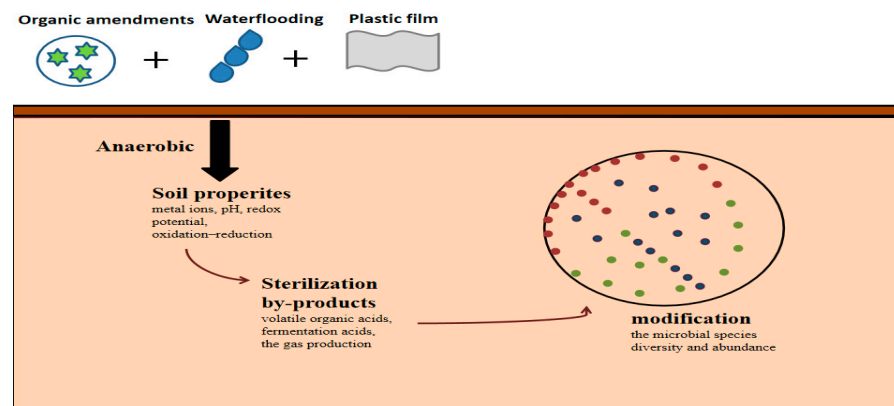 Organic amendments
Waterflooding
Plastic film
+
+
Anaerobic
Soil properites
metal ions, pH, redox
potential,
oxidation–reduction
Sterilization
by-products
volatile organic acids,
fermentation acids,
the gas production
modification
the microbial species
diversity and abundance